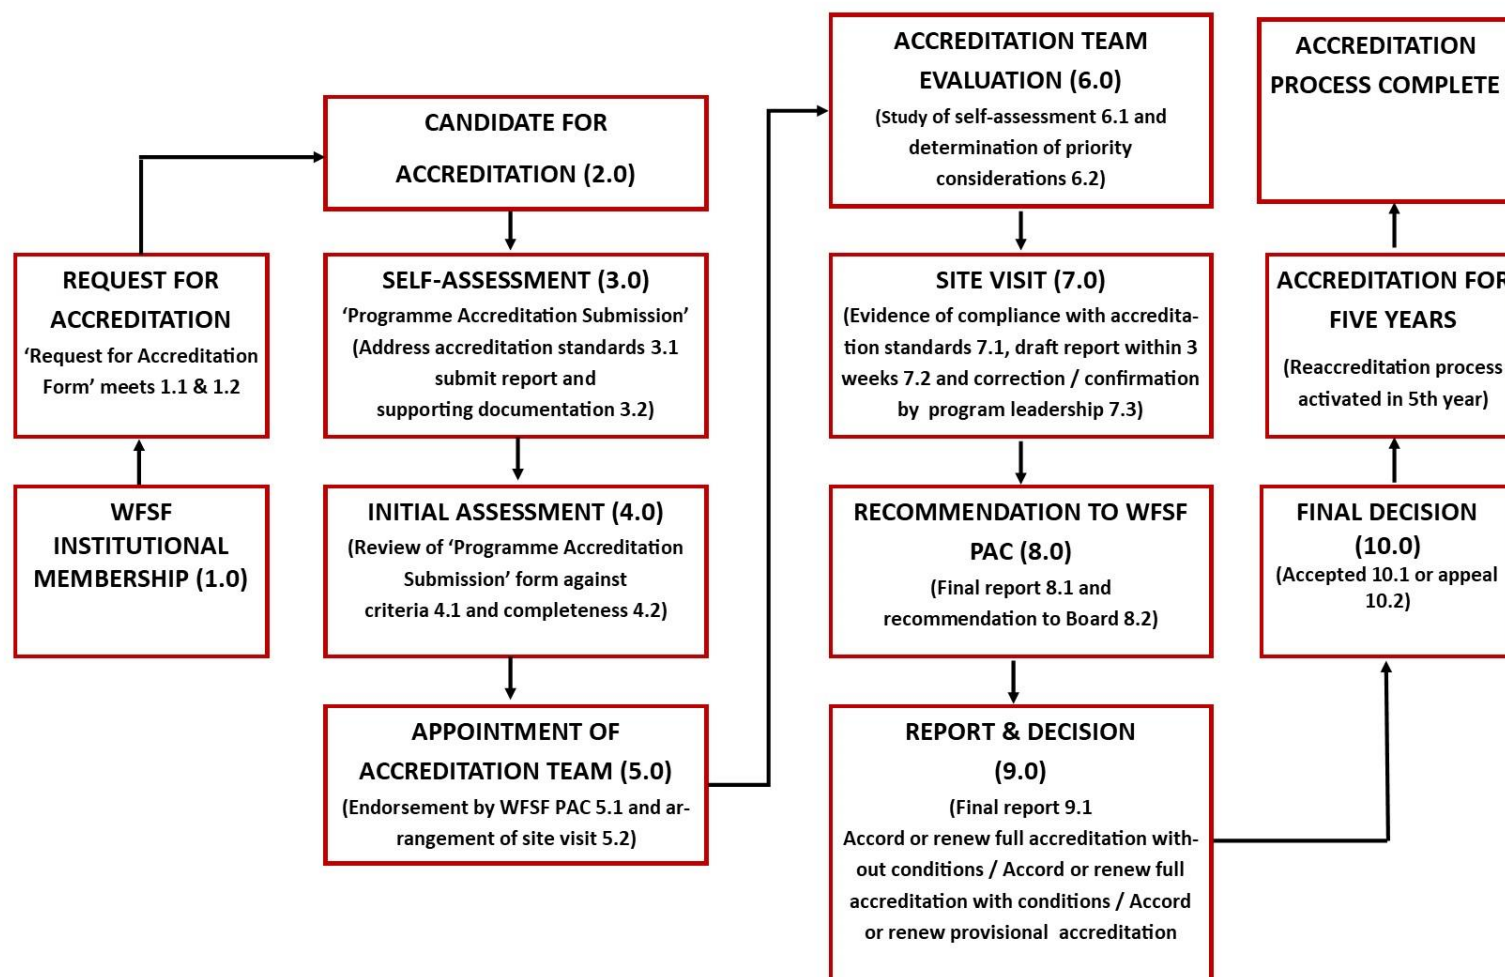 WFSF
INSTITUTIONAL
MEMBERSHIP (1.0)
REQUEST FOR
ACCREDITATION
‘Request for Accreditation
Form’ meets 1.1 & 1.2
CANDIDATE FOR
ACCREDITATION (2.0)
SELF-ASSESSMENT (3.0)
‘Programme Accreditation Submission’
(Address accreditation standards 3.1
submit report and
supporting documentation 3.2)
INITIAL ASSESSMENT (4.0)
(Review of ‘Programme Accreditation
Submission’ form against
criteria 4.1 and completeness 4.2)
APPOINTMENT OF
ACCREDITATION TEAM (5.0)
(Endorsement by WFSF PAC 5.1 and ar-
rangement of site visit 5.2)
ACCREDITATION TEAM
EVALUATION (6.0)
(Study of self-assessment 6.1 and
determination of priority
considerations 6.2)
SITE VISIT (7.0)
(Evidence of compliance with accredita-
tion standards 7.1, draft report within 3
weeks 7.2 and correction / confirmation
by program leadership 7.3)
RECOMMENDATION TO WFSF
PAC (8.0)
(Final report 8.1 and
recommendation to Board 8.2)
REPORT & DECISION
(9.0)
(Final report 9.1
Accord or renew full accreditation with-
out conditions / Accord or renew full
accreditation with conditions / Accord
or renew provisional accreditation
FINAL DECISION
(10.0)
(Accepted 10.1 or appeal
10.2)
ACCREDITATION FOR
FIVE YEARS
(Reaccreditation process
activated in 5th year)
ACCREDITATION
PROCESS COMPLETE